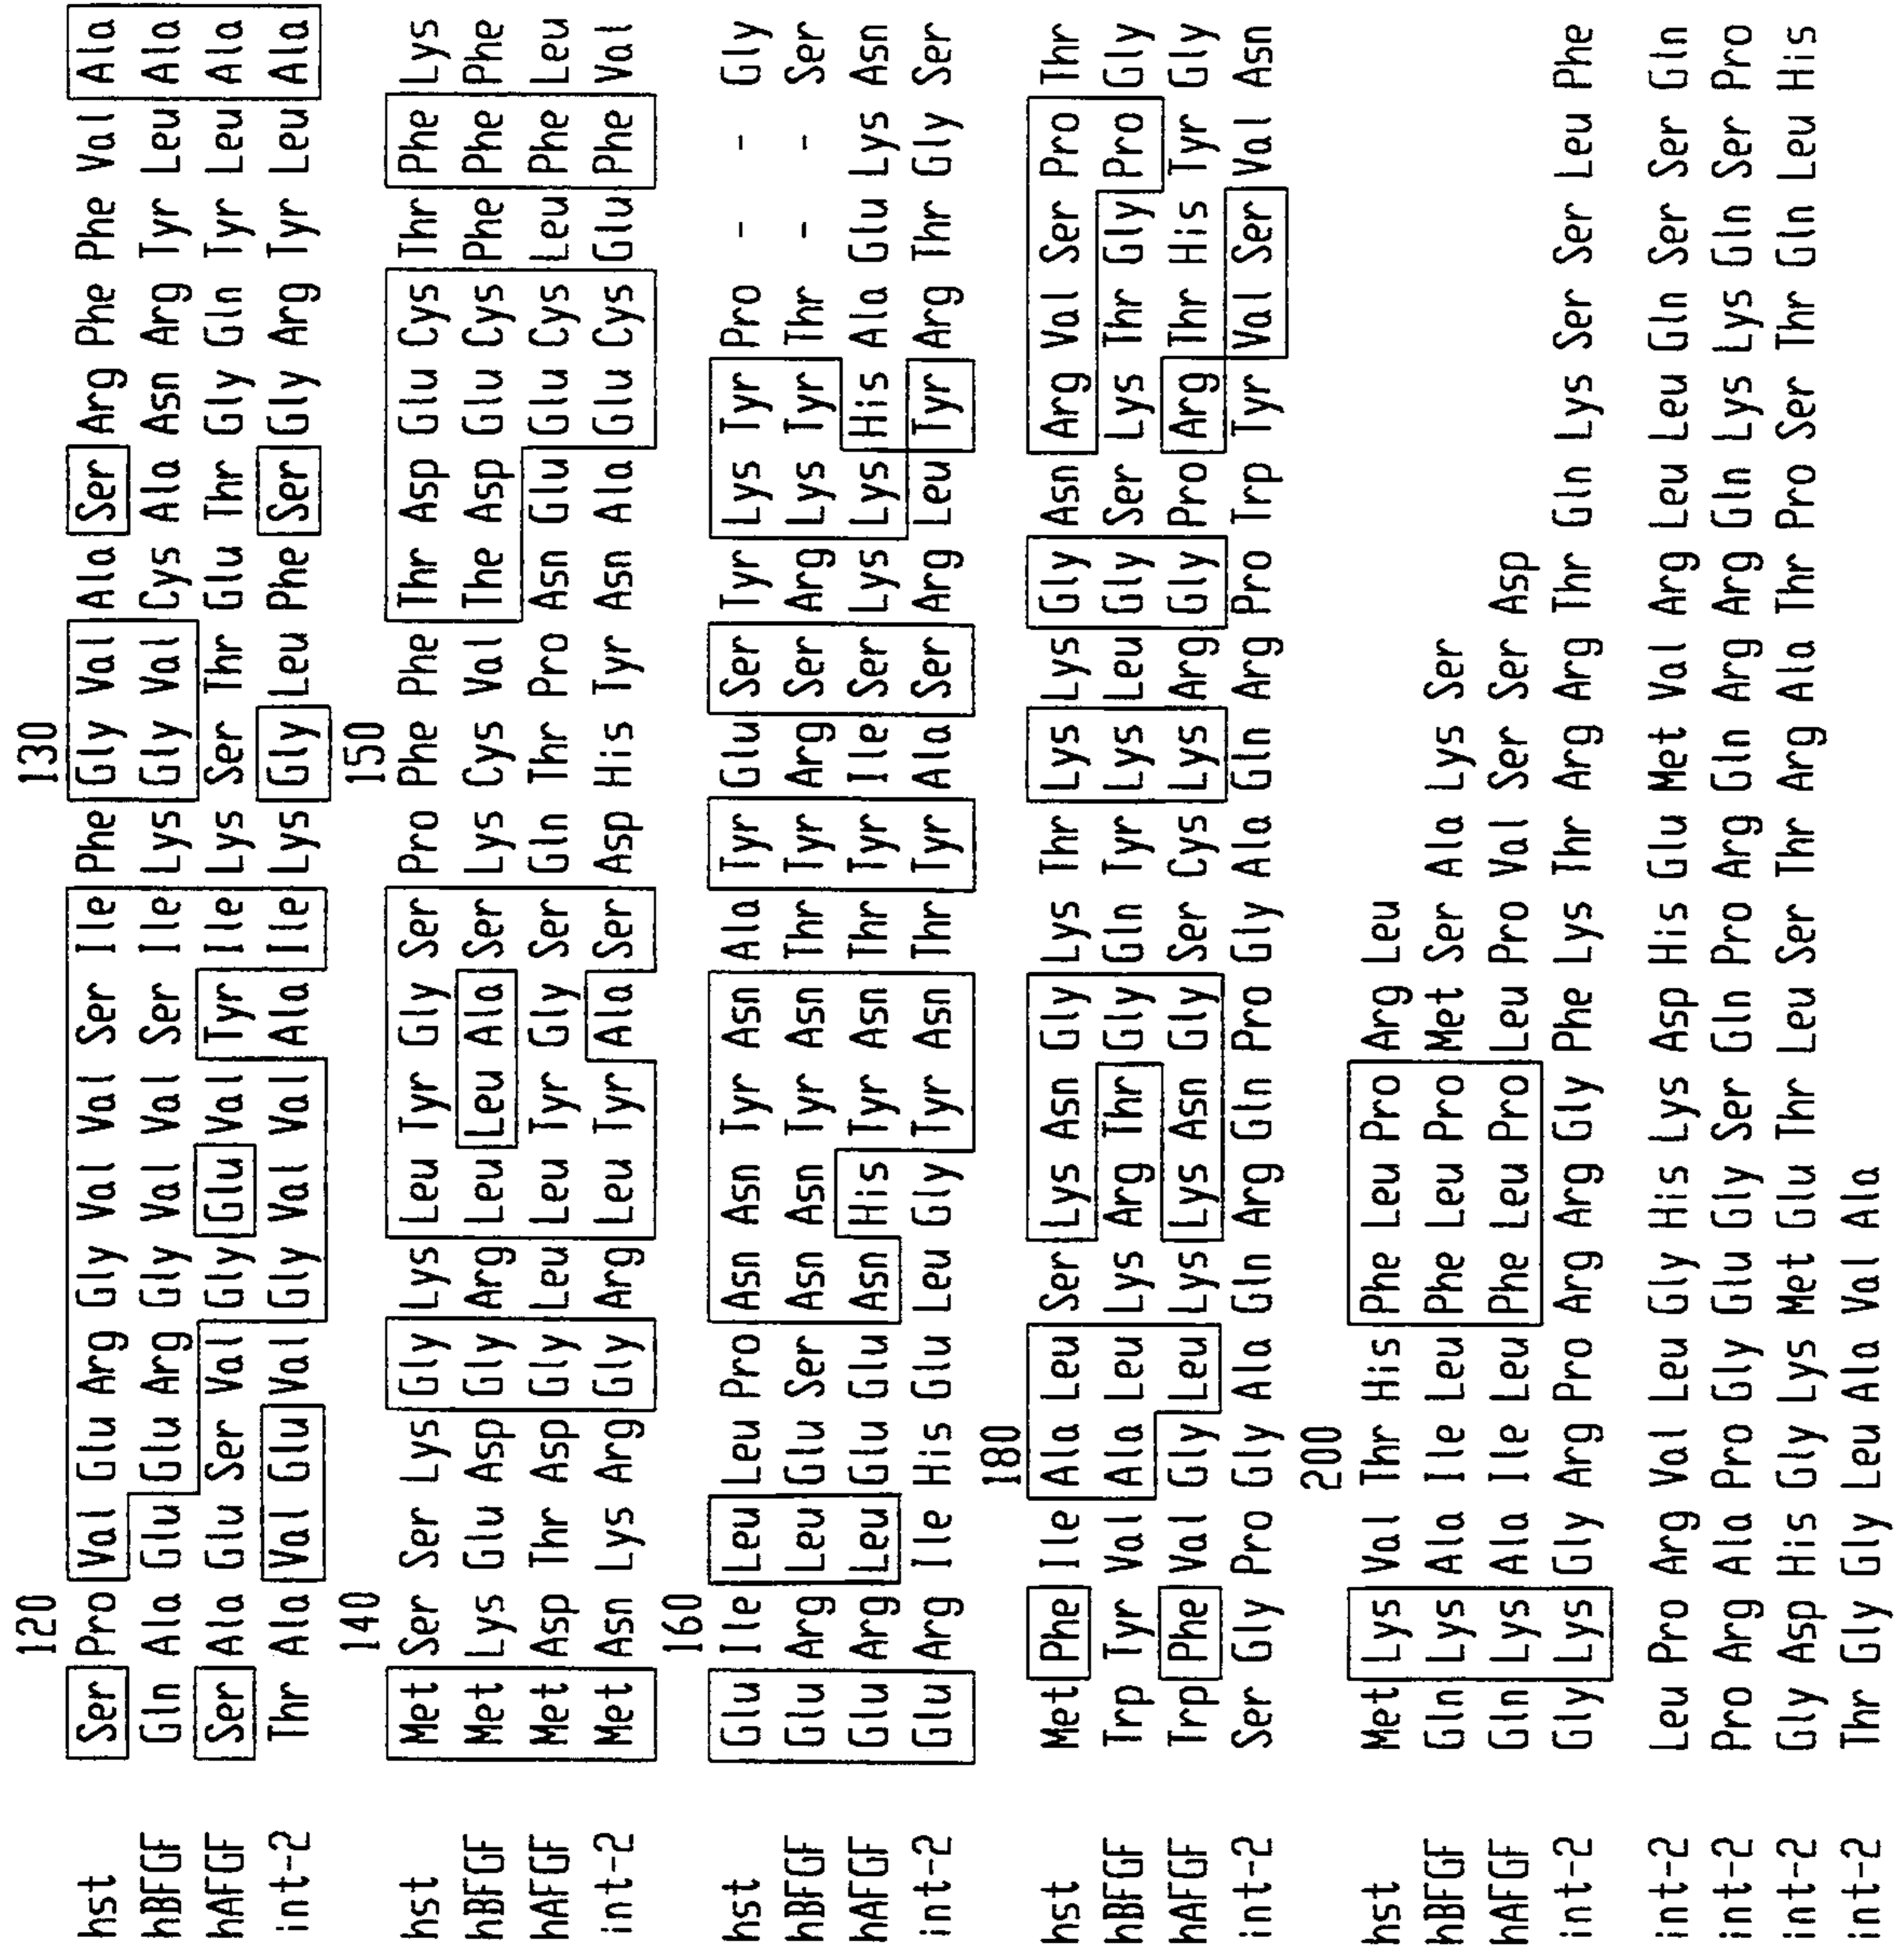 120 130
hst Ser Pro Val Glu Arg Gly Val Val Ser Ile Phe Gly Val Ala Ser Arg Phe Phe Val Ala
hBFGF Gln Ala Glu Glu Arg Gly Val Val Ser Ile Lys Gly Val Cys Ala Asn Arg Tyr Leu Ala
hAFGF Ser Ala Glu Ser Val Gly Glu Val Tyr Ile Lys Ser Thr Glu Thr Gly Gln Tyr Leu Ala
int-2 Thr Ala Val Glu Val Gly Val Val Ala Ile Lys Gly Leu Phe Ser Gly Arg Tyr Leu Ala
140 150
hst Met Ser Ser Lys Gly Lys Leu Tyr Gly Ser Pro Phe Phe Thr Asp Glu Cys Thr Phe Lys
hBFGF Met Lys Glu Asp Gly Arg Leu Leu Ala Ser Lys Cys Val The Asp Glu Cys Phe Phe Phe
hAFGF Met Asp Thr Asp Gly Leu Leu Tyr Gly Ser Gln Thr Pro Asn Glu Glu Cys Leu Phe Leu
int-2 Met Asn Lys Arg Gly Arg Leu Tyr Ala Ser Asp His Tyr Asn Ala Glu Cys Glu Phe Val
160
hst Glu Ile Leu Leu Pro Asn Asn Tyr Asn Ala Tyr Glu Ser Tyr Lys Tyr Pro - - Gly
hBFGF Glu Arg Leu Glu Ser Asn Asn Tyr Asn Thr Tyr Arg Ser Arg Lys Tyr Thr - - Ser
hAFGF Glu Arg Leu Glu Glu Asn His Tyr Asn Thr Tyr Ile Ser Lys Lys His Ala Glu Lys Asn
int-2 Glu Arg Ile His Glu Leu Gly Tyr Asn Thr Tyr Ala Ser Arg Leu Tyr Arg Thr Gly Ser
180
hst Met Phe Ile Ala Leu Ser Lys Asn Gly Lys Thr Lys Lys Gly Asn Arg Val Ser Pro Thr
hBFGF Trp Tyr Val Ala Leu Lys Arg Thr Gly Gln Tyr Lys Leu Gly Ser Lys Thr Gly Pro Gly
hAFGF Trp Phe Val Gly Leu Lys Lys Asn Gly Ser Cys Lys Arg Gly Pro Arg Thr His Tyr Gly
int-2 Ser Gly Pro Gly Ala Gln Arg Gln Pro Gly Ala Gln Arg Pro Trp Tyr Val Ser Val Asn
200
hst Met Lys Val Thr His Phe Leu Pro Arg Leu
hBFGF Gln Lys Ala Ile Leu Phe Leu Pro Met Ser Ala Lys Ser
hAFGF Gln Lys Ala Ile Leu Phe Leu Pro Leu Pro Val Ser Ser Asp
int-2 Gly Lys Gly Arg Pro Arg Arg Gly Phe Lys Thr Arg Arg Thr Gln Lys Ser Ser Leu Phe
int-2 Leu Pro Arg Val Leu Gly His Lys Asp His Glu Met Val Arg Leu Leu Gln Ser Ser Gln
int-2 Pro Arg Ala Pro Gly Glu Gly Ser Gln Pro Arg Gln Arg Arg Gln Lys Lys Gln Ser Pro
int-2 Gly Asp His Gly Lys Met Glu Thr Leu Ser Thr Arg Ala Thr Pro Ser Thr Gln Leu His
int-2 Thr Gly Gly Leu Ala Val Ala